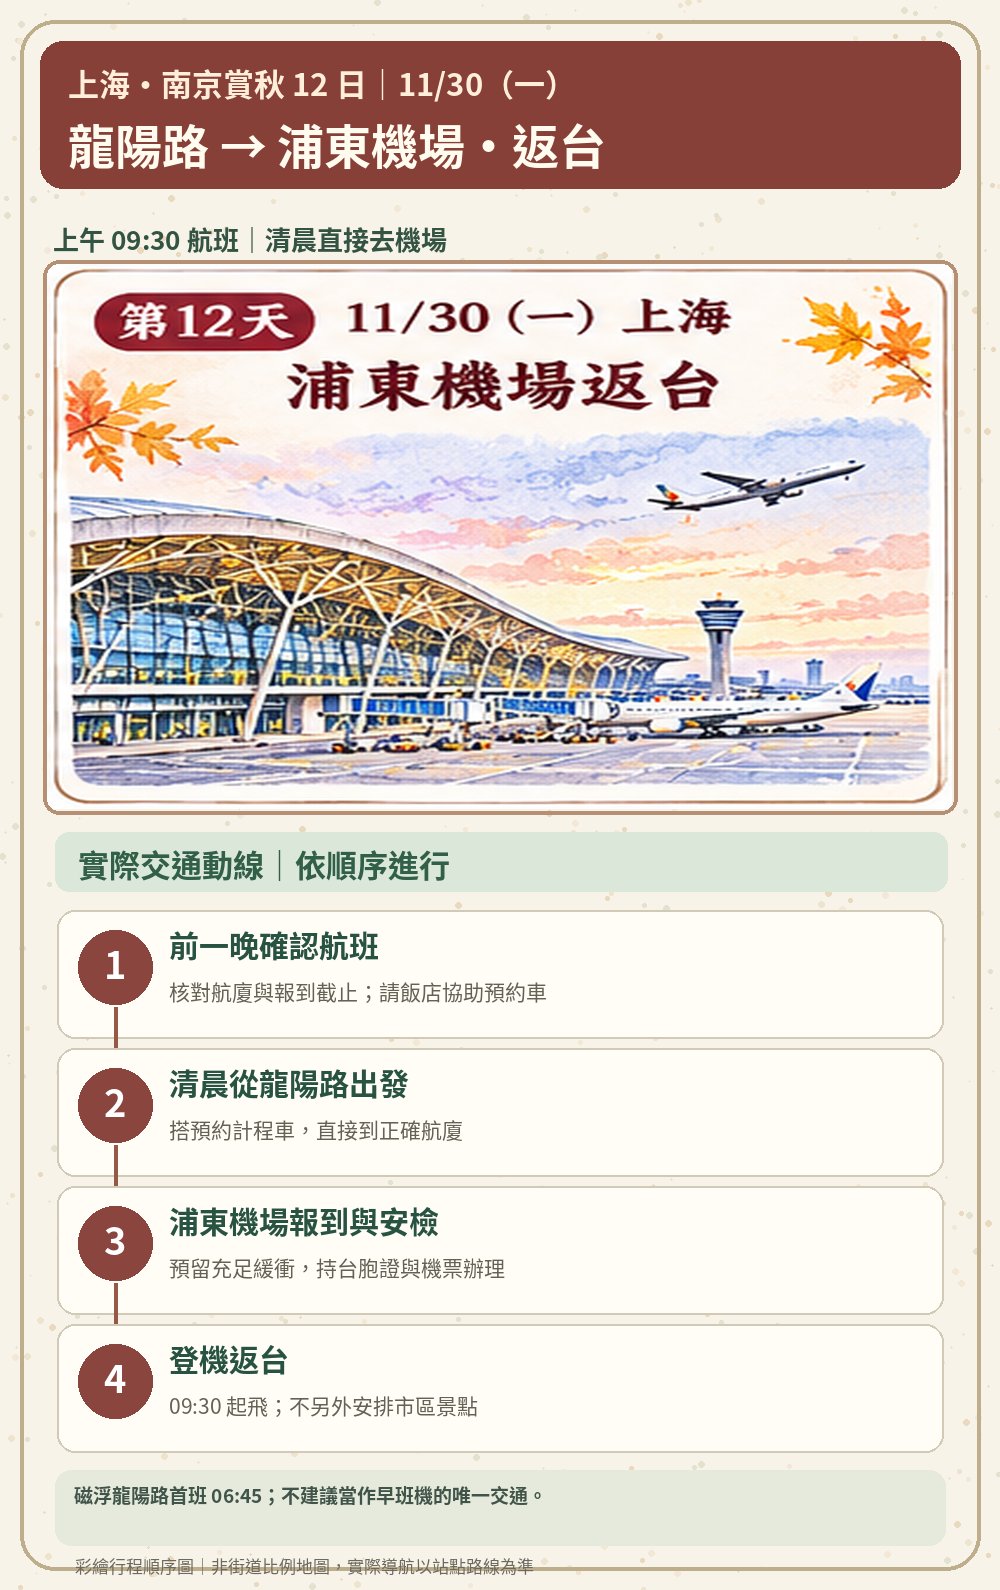 上海・南京賞秋 12 日｜11/30（一）
龍陽路 → 浦東機場・返台
上午 09:30 航班｜清晨直接去機場
第12天 11/30（一）上海
浦東機場返台
實際交通動線｜依順序進行
1 前一晚確認航班
核對航廈與報到截止；請飯店協助預約車
2 清晨從龍陽路出發
搭預約計程車，直接到正確航廈
3 浦東機場報到與安檢
預留充足緩衝，持台胞證與機票辦理
4 登機返台
09:30 起飛；不另外安排市區景點
磁浮龍陽路首班 06:45；不建議當作早班機的唯一交通。
彩繪行程順序圖｜非街道比例地圖，實際導航以站點路線為準